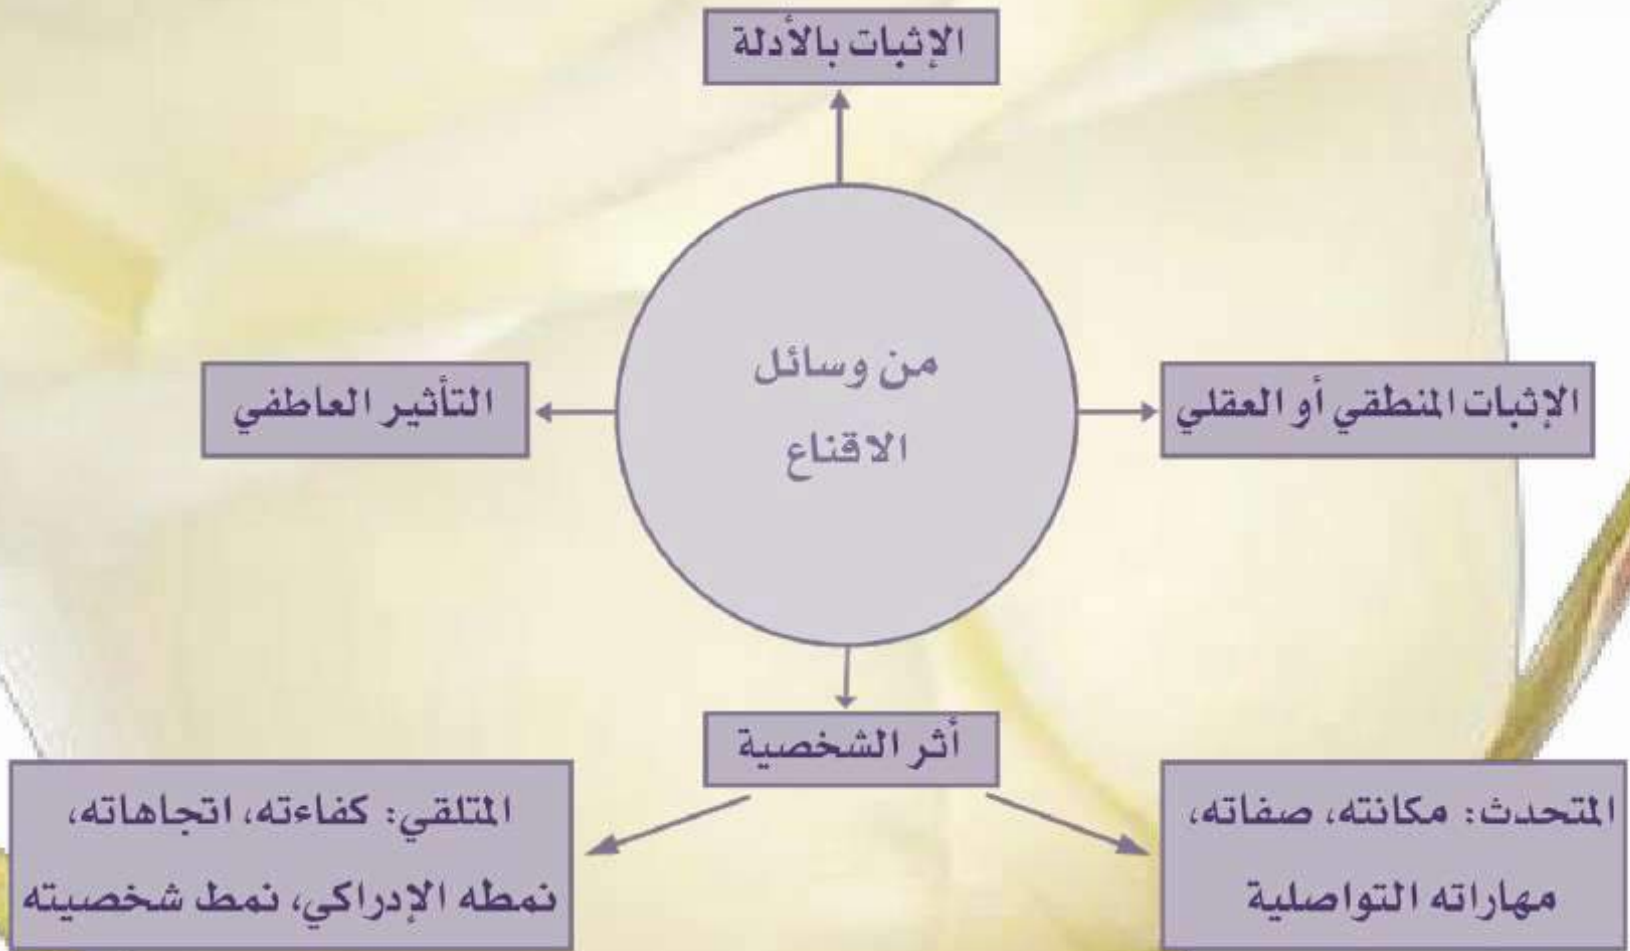 الإثبات بالأدلة
من وسائل
الاقناع
الإثبات المنطقي أو العقلي
التأثير العاطفي
أثر الشخصية
المتحدث: مكانته، صفاته،
مهاراته التواصلية
المتلقي: كفاءته، اتجاهاته،
نمطه الإدراكي، نمط شخصيته